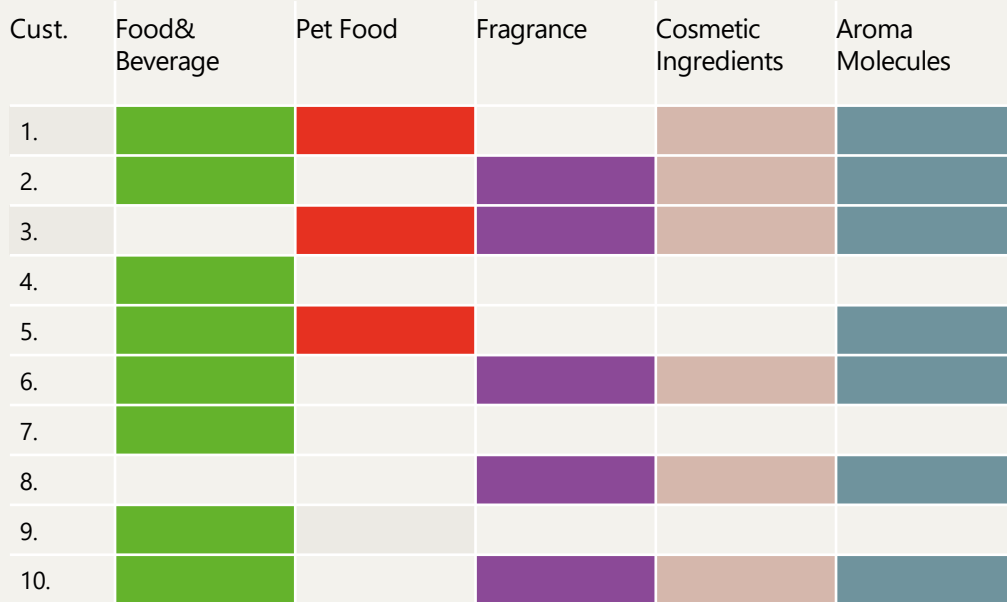 Cust.
Food&
Beverage
Pet Food
Fragrance
Cosmetic
Ingredients
Aroma
Molecules
1.
2.
3.
4.
5.
6.
7.
8.
9.
10.